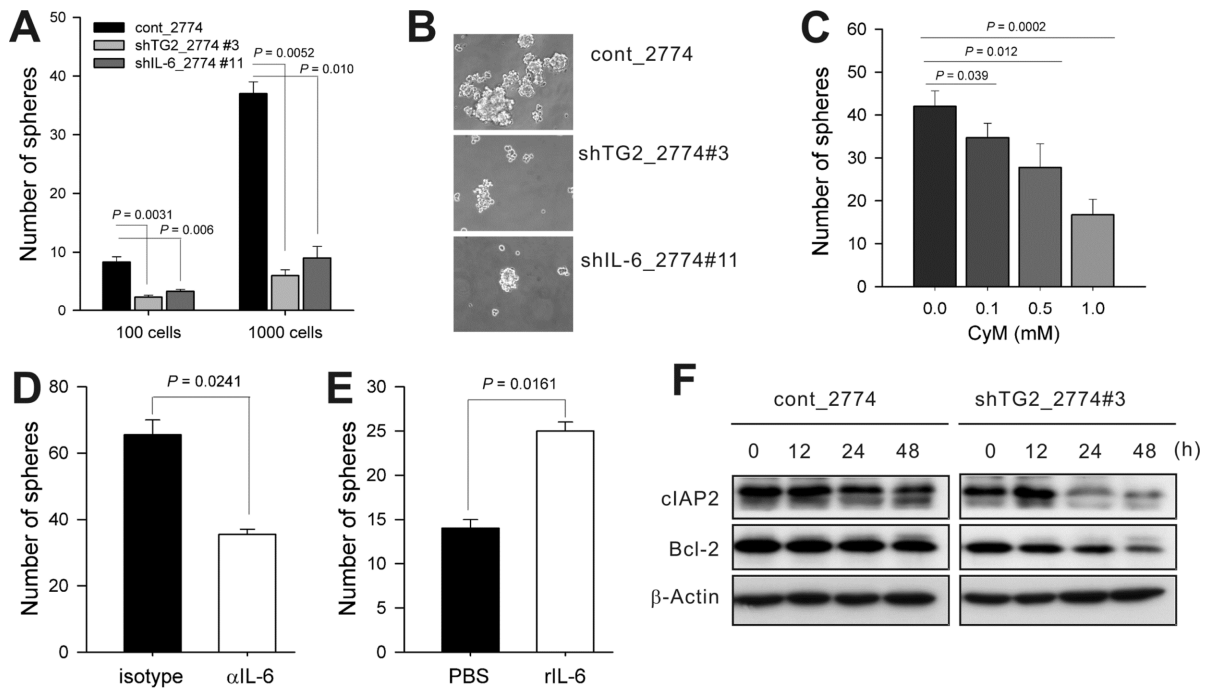 A
Number of spheres
50
40
30
20
10
0
cont_2774
shTG2_2774 #3
shIL-6_2774 #11
P = 0.0052
P = 0.010
P = 0.0031
P = 0.006
100 cells
1000 cells
B
cont_2774
shTG2_2774#3
shIL-6_2774#11
C
Number of spheres
60
50
40
30
20
10
0
P = 0.0002
P = 0.012
P = 0.039
0.0 0.1 0.5 1.0
CyM (mM)
D
Number of spheres
80
60
40
20
0
P = 0.0241
isotype
αIL-6
E
Number of spheres
30
25
20
15
10
5
0
P = 0.0161
PBS
rIL-6
F
cont_2774
shTG2_2774#3
0 12 24 48 0 12 24 48 (h)
cIAP2
Bcl-2
β-Actin